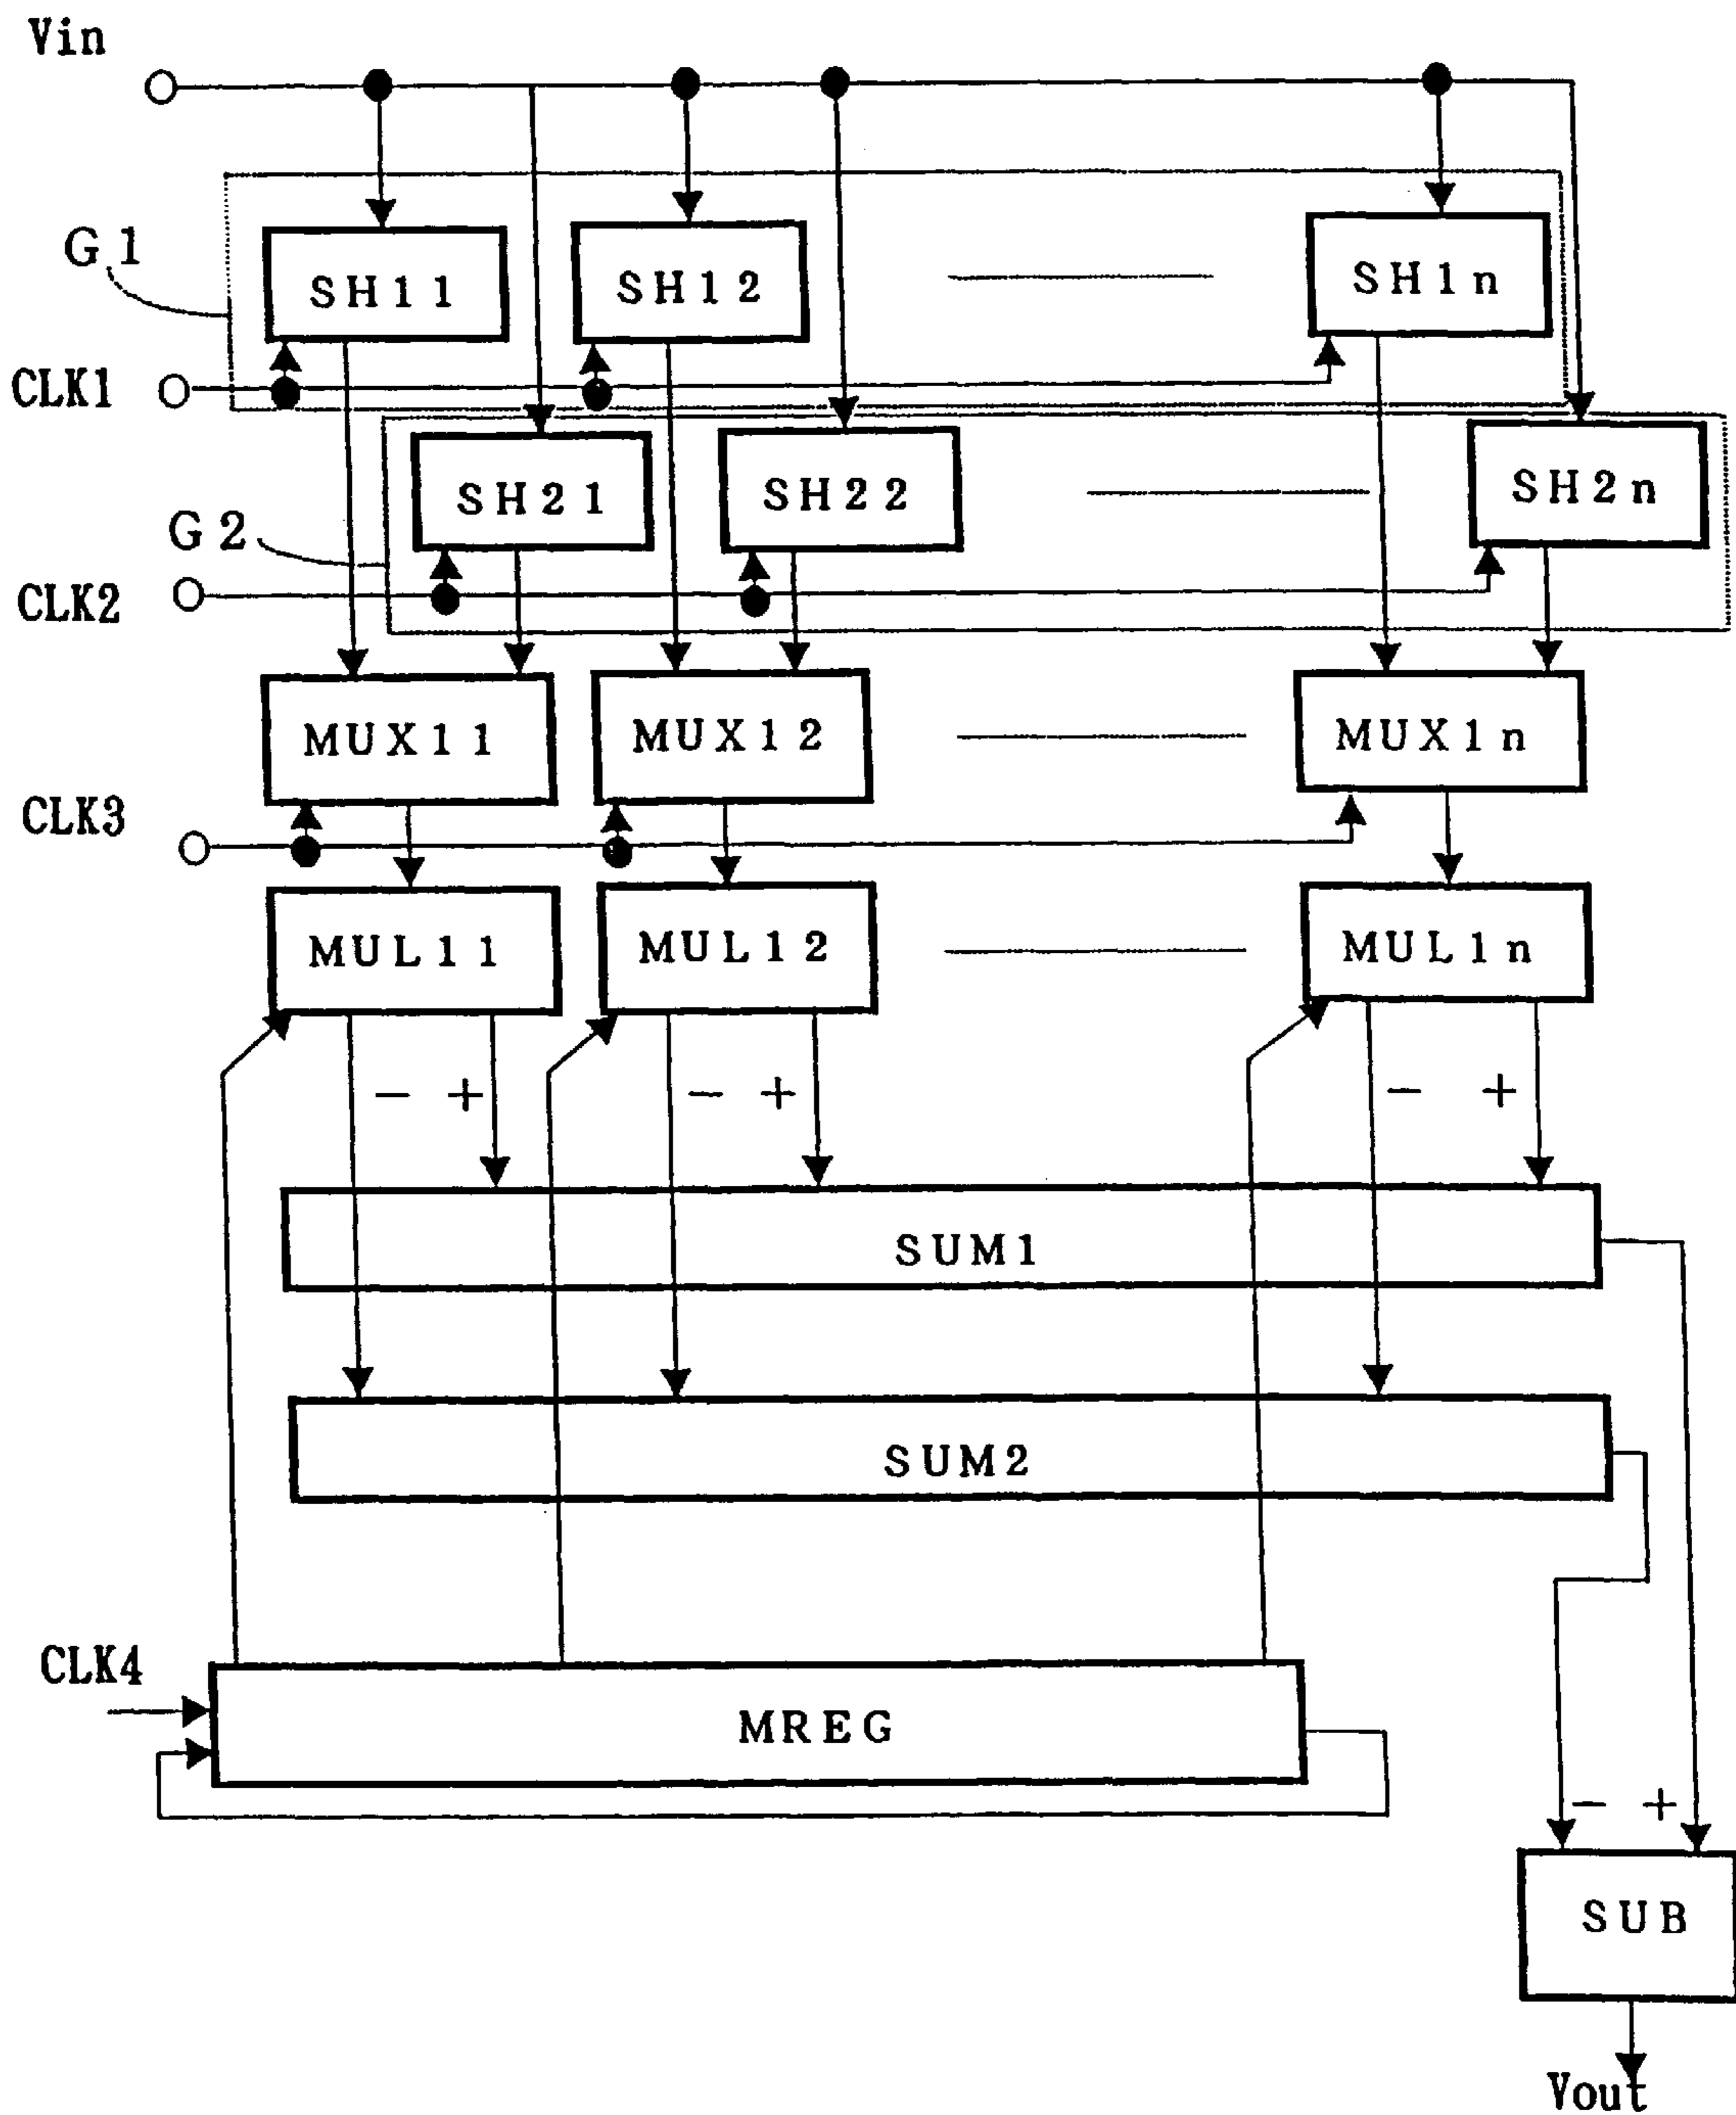 Vin
G1
SH11 SH12 SH1n
CLK1
SH21 SH22 SH2n
G2
CLK2
MUX11 MUX12 MUX1n
CLK3
MUL11 MUL12 MUL1n
− + − + − +
SUM1
SUM2
CLK4
MREG
− +
SUB
Vout